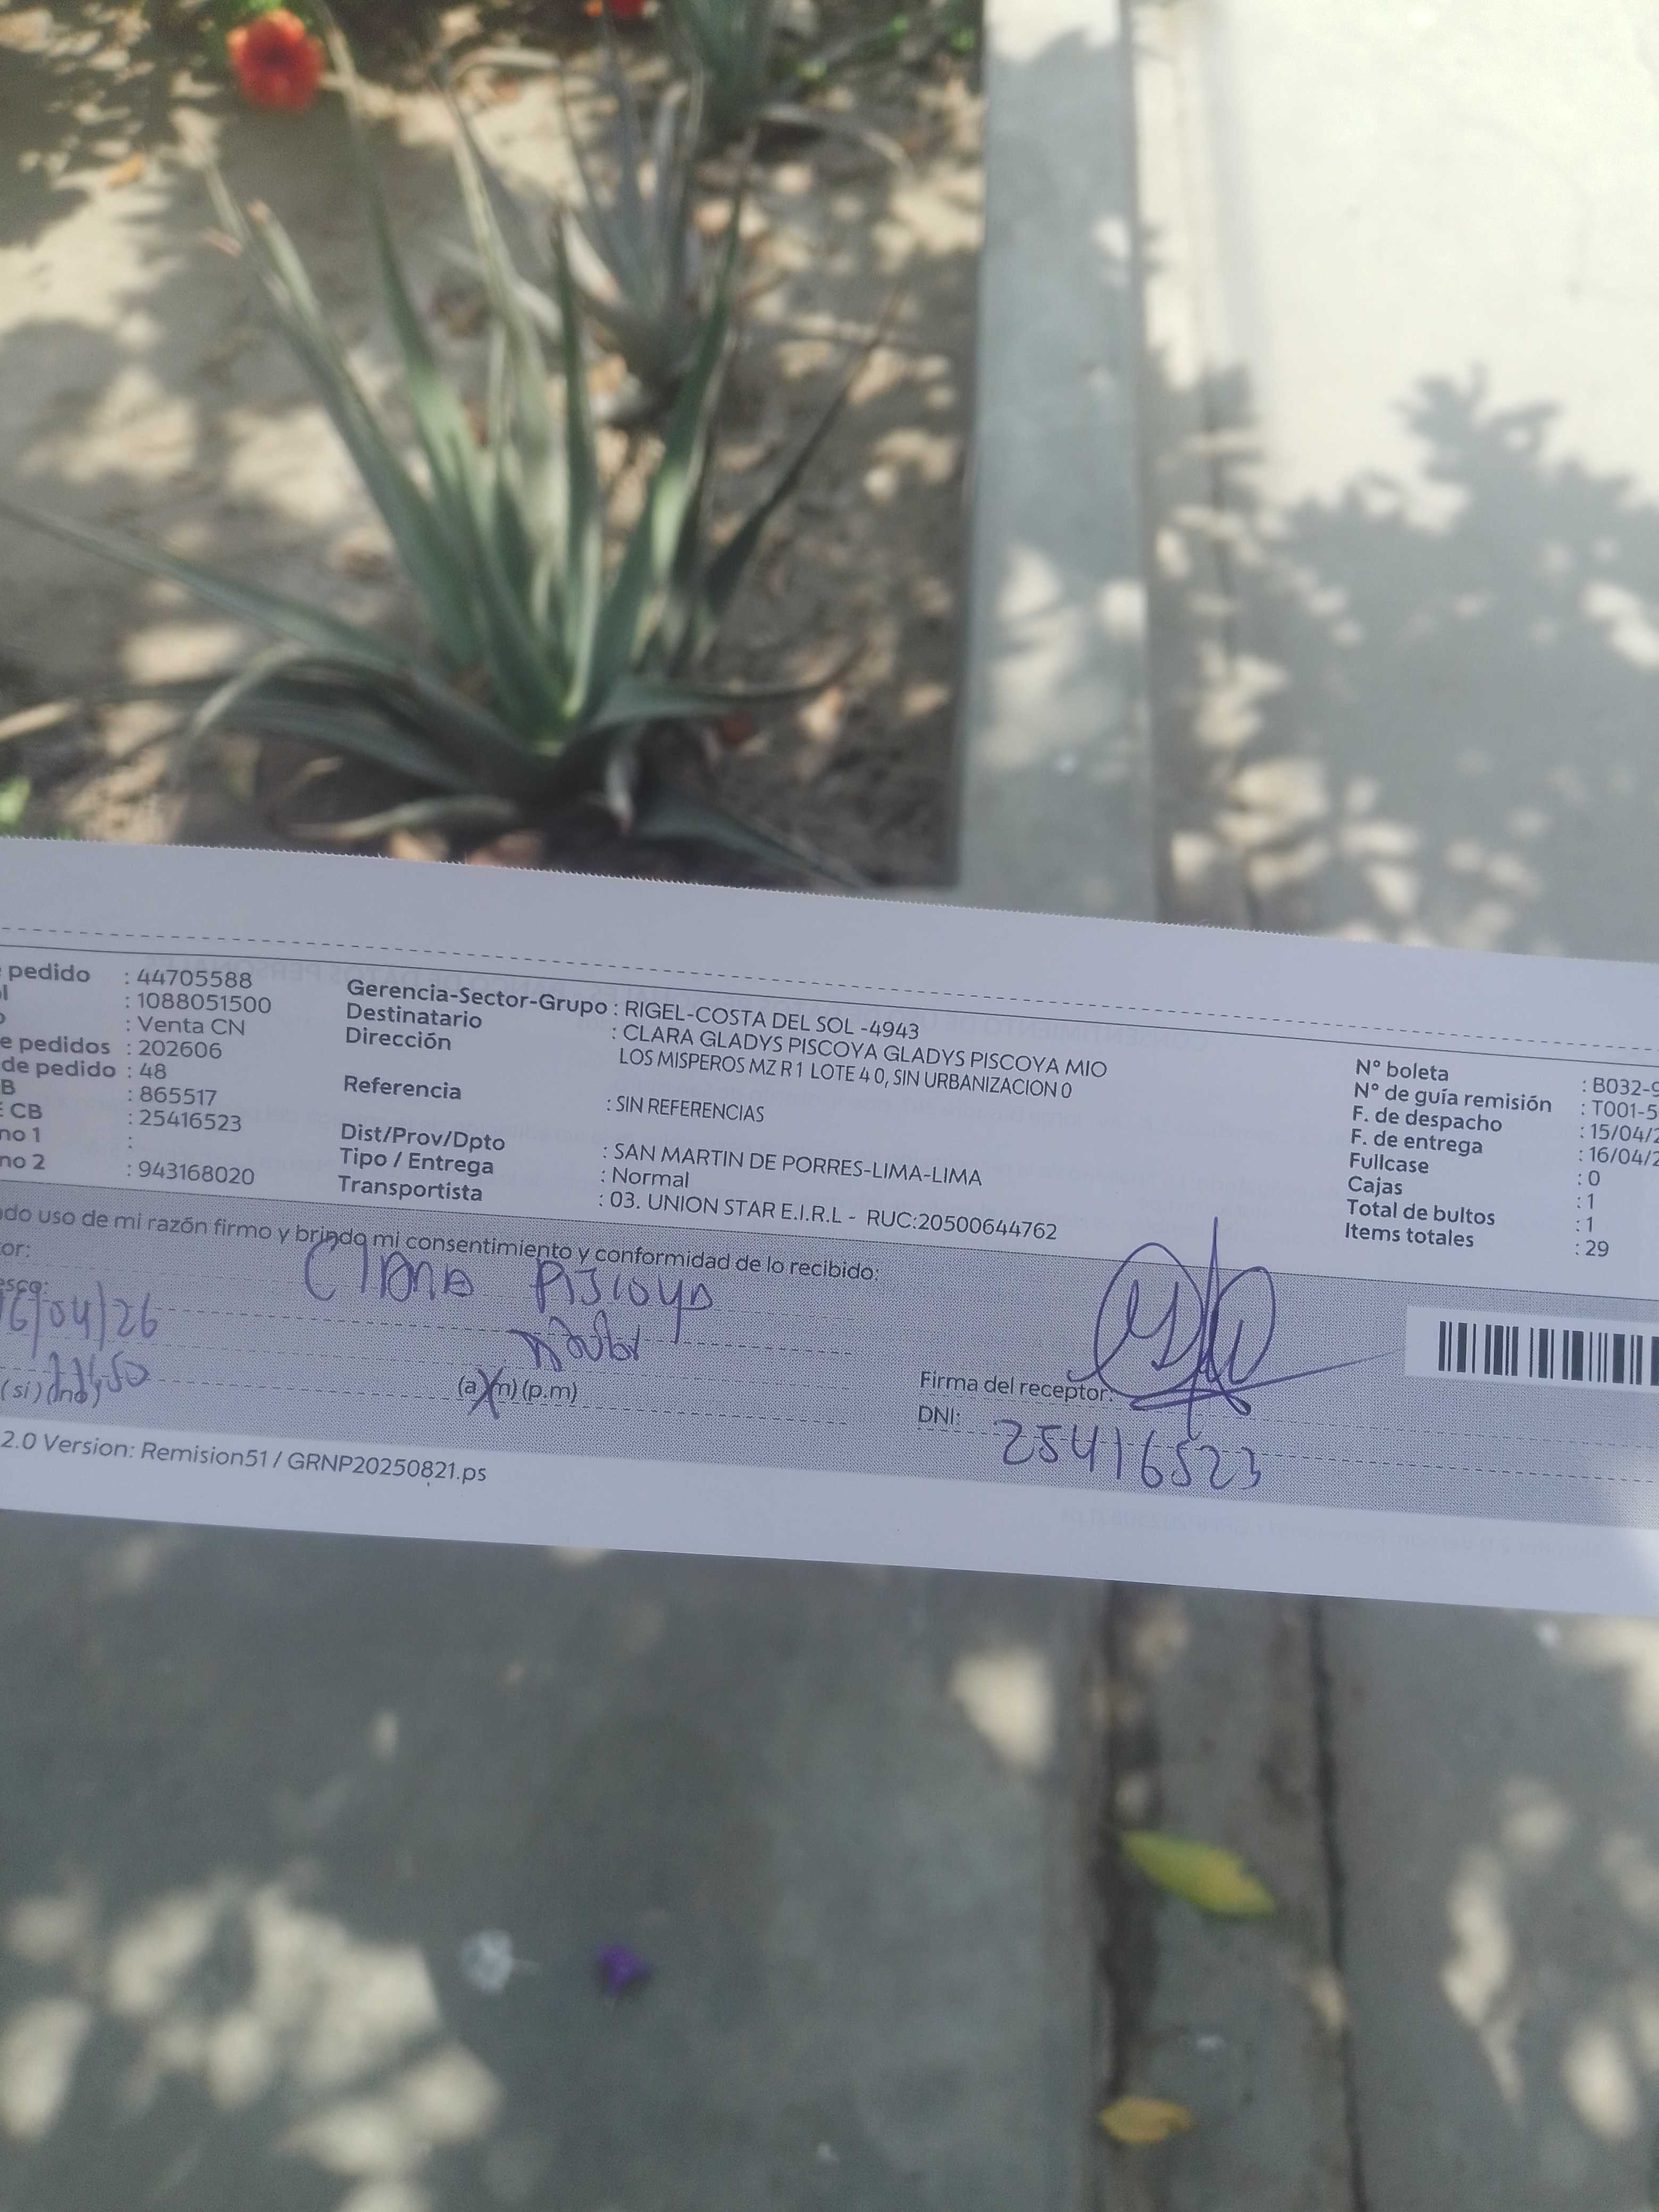 pedido : 44705588
l : 1088051500
o : Venta CN
e pedidos : 202606
de pedido : 48
B : 865517
E CB : 25416523
no 1 :
no 2 : 943168020
Gerencia-Sector-Grupo : RIGEL-COSTA DEL SOL -4943
Destinatario : CLARA GLADYS PISCOYA GLADYS PISCOYA MIO
Dirección LOS MISPEROS MZ R 1 LOTE 4 0, SIN URBANIZACION 0
Referencia : SIN REFERENCIAS
Dist/Prov/Dpto : SAN MARTIN DE PORRES-LIMA-LIMA
Tipo / Entrega : Normal
Transportista : 03. UNION STAR E.I.R.L - RUC:20500644762
N° boleta : B032-9
N° de guía remisión : T001-5
F. de despacho : 15/04/2
F. de entrega : 16/04/2
Fullcase : 0
Cajas : 1
Total de bultos : 1
Items totales : 29
do uso de mi razón firmo y brindo mi consentimiento y conformidad de lo recibido:
or: Clara Piscoya
esco:
16/04/26
11:50
(si) (no) (a.m) (p.m)
Firma del receptor:
DNI: 25416523
2.0 Version: Remision51 / GRNP20250821.ps